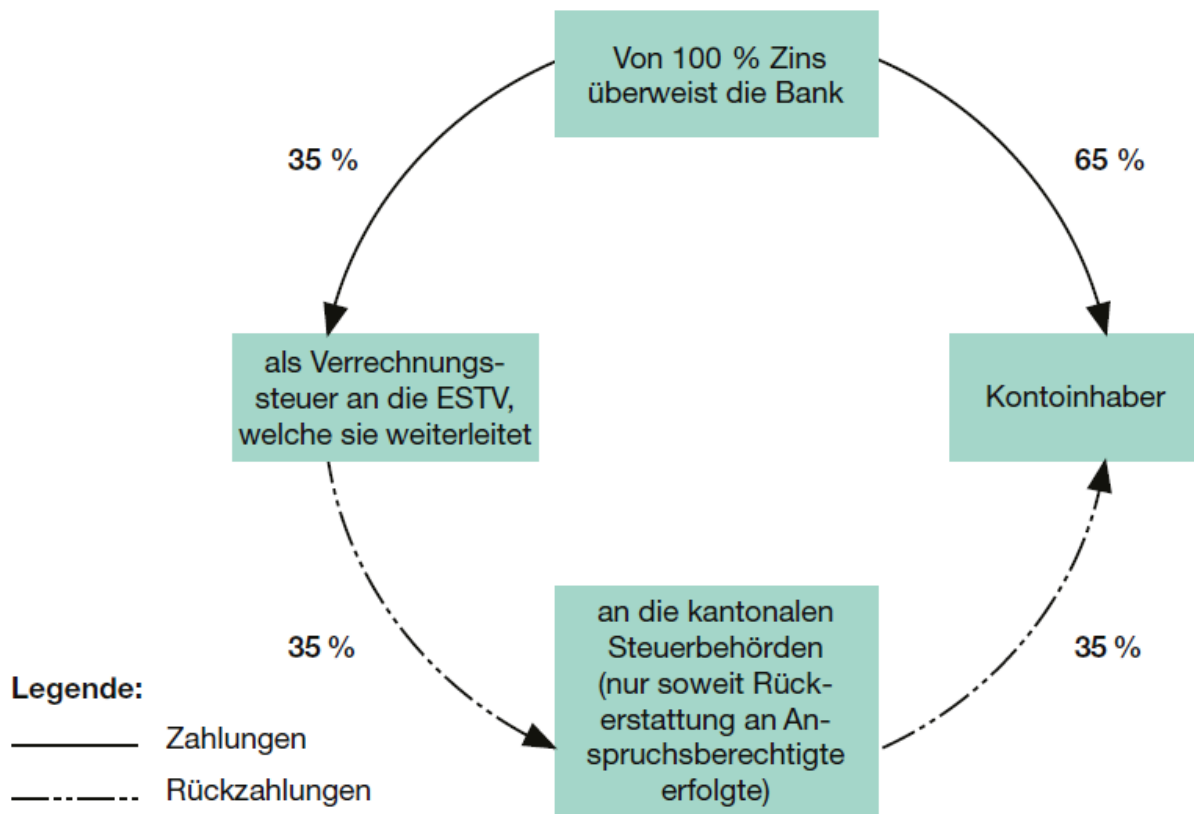 Von 100 % Zins
überweist die Bank
35 %
65 %
als Verrechnungs-
steuer an die ESTV,
welche sie weiterleitet
Kontoinhaber
35 %
an die kantonalen
Steuerbehörden
(nur soweit Rück-
erstattung an An-
spruchsberechtigte
erfolgte)
35 %
Legende:
Zahlungen
Rückzahlungen